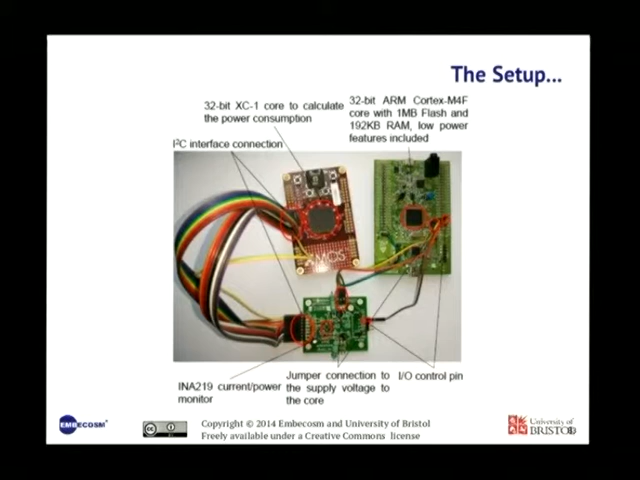 The Setup...
32-bit XC-1 core to calculate
the power consumption
32-bit ARM Cortex-M4F
core with 1MB Flash and
192KB RAM, low power
features included
I²C interface connection
XMOS
INA219 current/power
monitor
Jumper connection to
the supply voltage to
the core
I/O control pin
EMBECOSM®
Copyright © 2014 Embecosm and University of Bristol
Freely available under a Creative Commons license
University of
BRISTOL